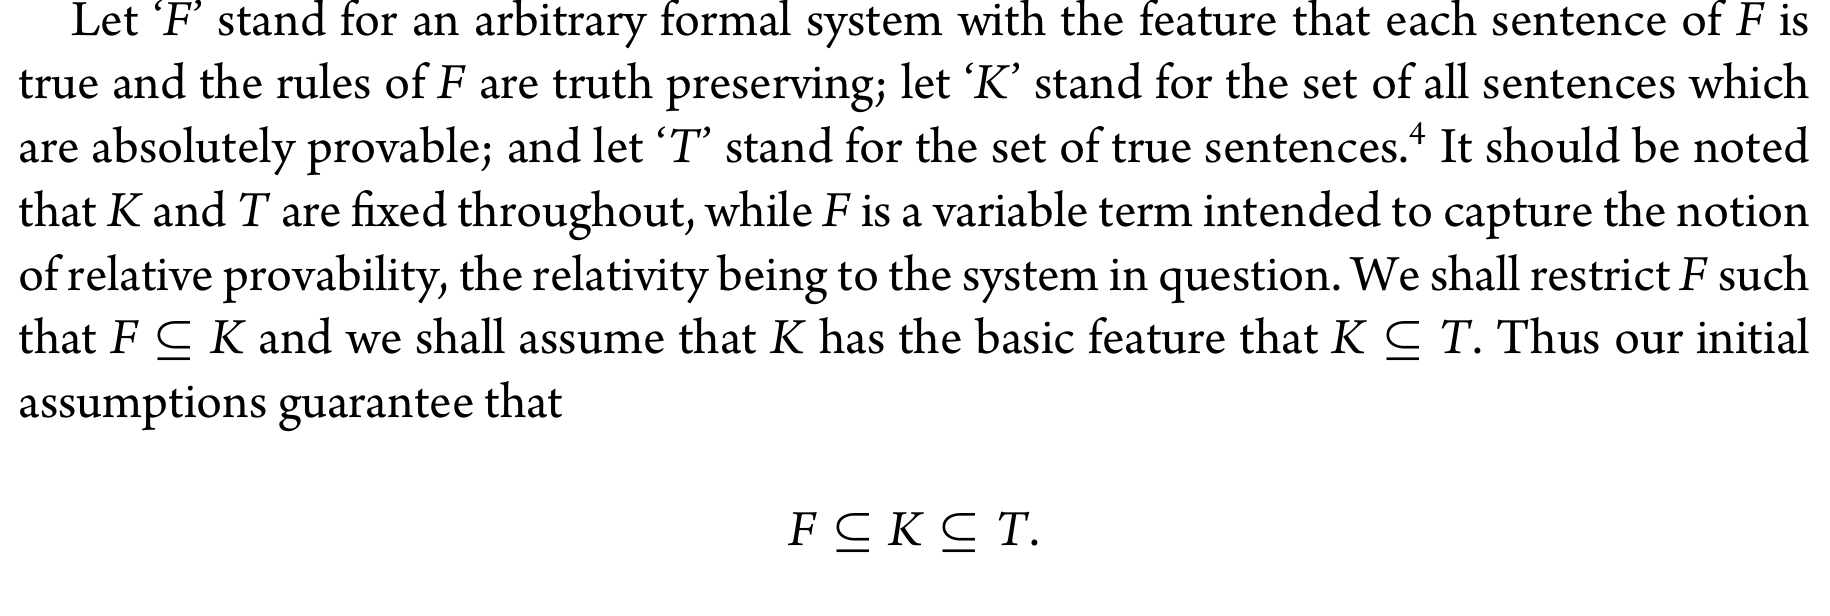 Let ‘F’ stand for an arbitrary formal system with the feature that each sentence of F is
true and the rules of F are truth preserving; let ‘K’ stand for the set of all sentences which
are absolutely provable; and let ‘T’ stand for the set of true sentences.⁴ It should be noted
that K and T are fixed throughout, while F is a variable term intended to capture the notion
of relative provability, the relativity being to the system in question. We shall restrict F such
that F ⊆ K and we shall assume that K has the basic feature that K ⊆ T. Thus our initial
assumptions guarantee that
F ⊆ K ⊆ T.